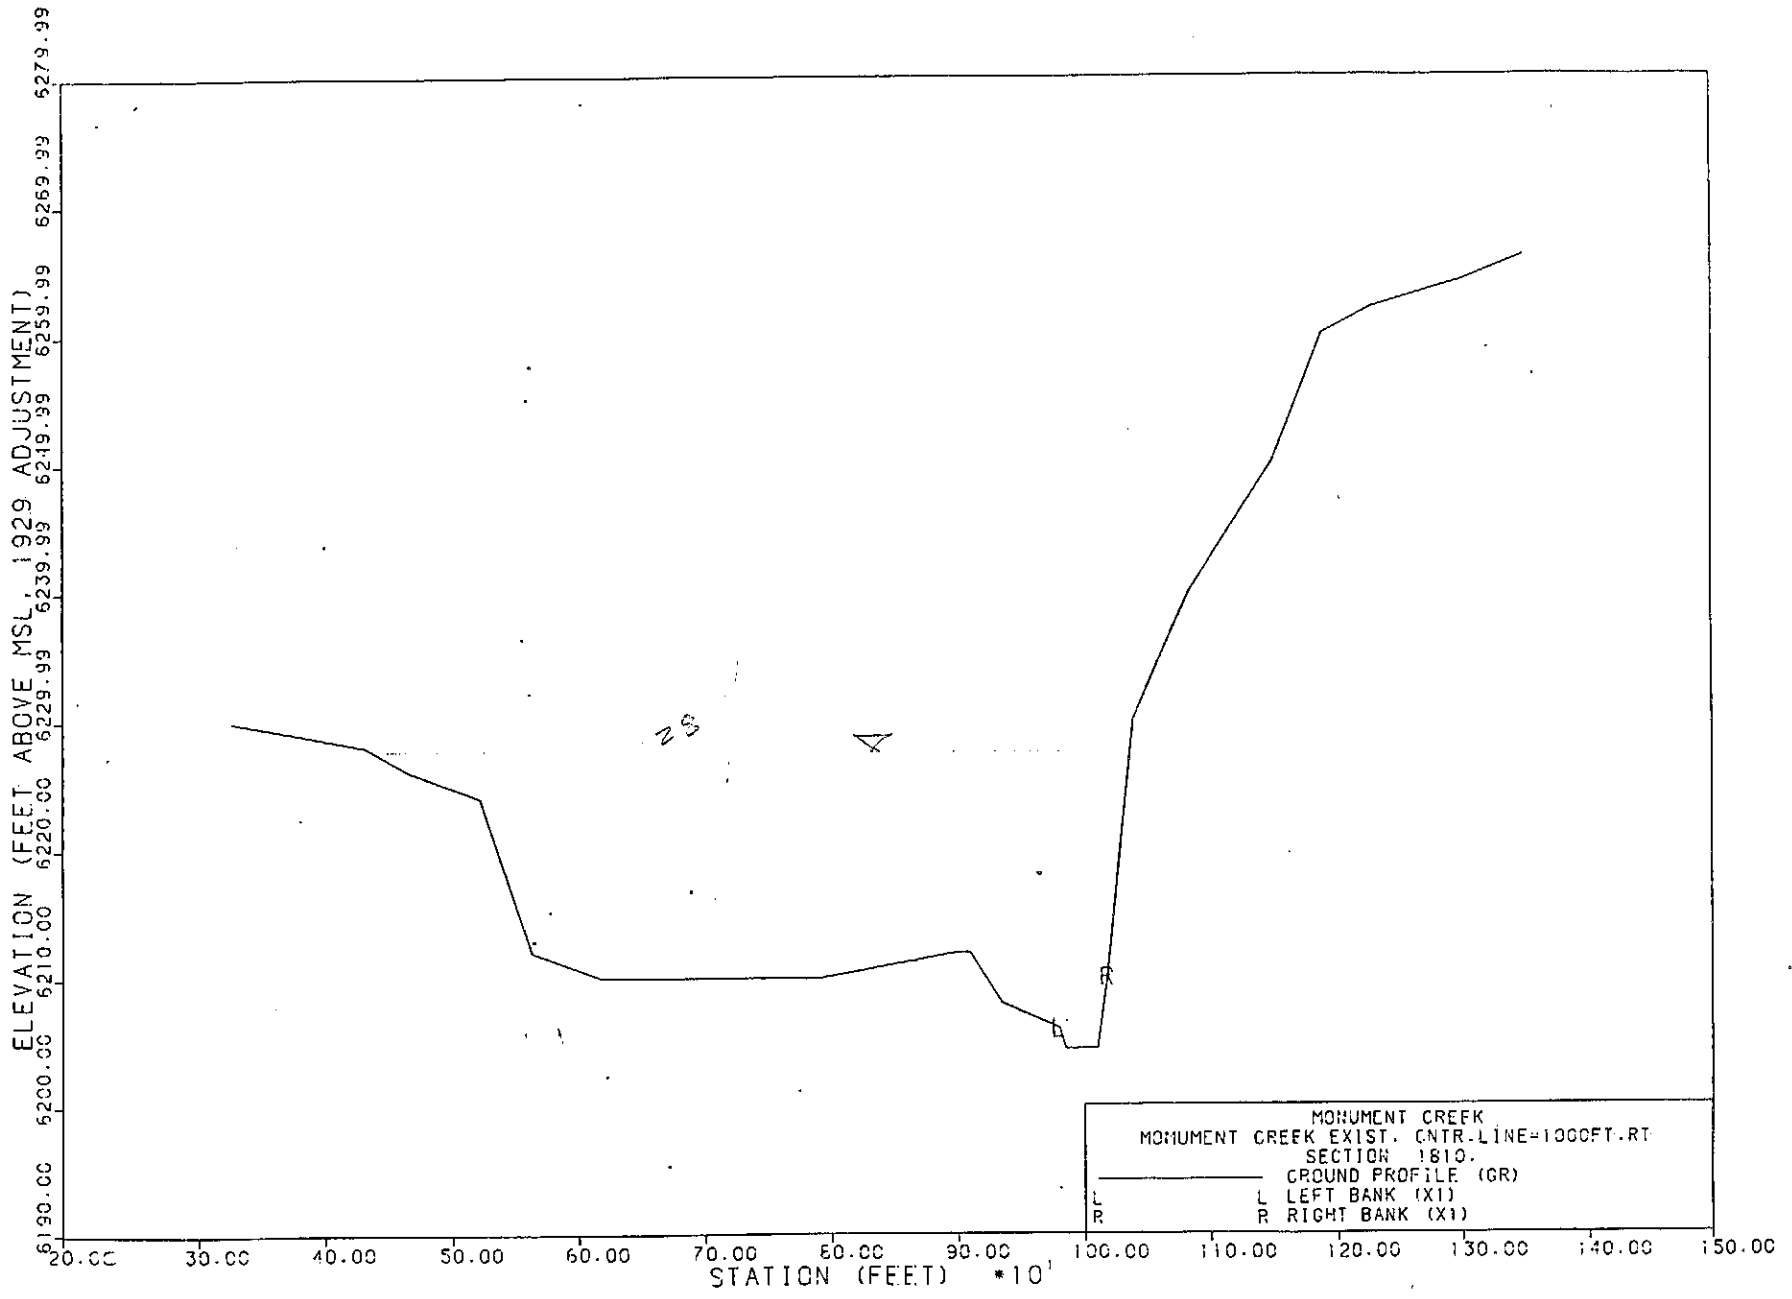 ELEVATION (FEET ABOVE MSL, 1929 ADJUSTMENT)
6279.99
6269.99
6259.99
6249.99
6239.99
6229.99
6220.00
6210.00
6200.00
6190.00
28
L
R
MONUMENT CREEK
MONUMENT CREEK EXIST. CNTR.LINE=1000FT.RT
SECTION 1810.
GROUND PROFILE (GR)
L L LEFT BANK (X1)
R R RIGHT BANK (X1)
20.00 30.00 40.00 50.00 60.00 70.00 80.00 90.00 100.00 110.00 120.00 130.00 140.00 150.00
STATION (FEET) *10¹